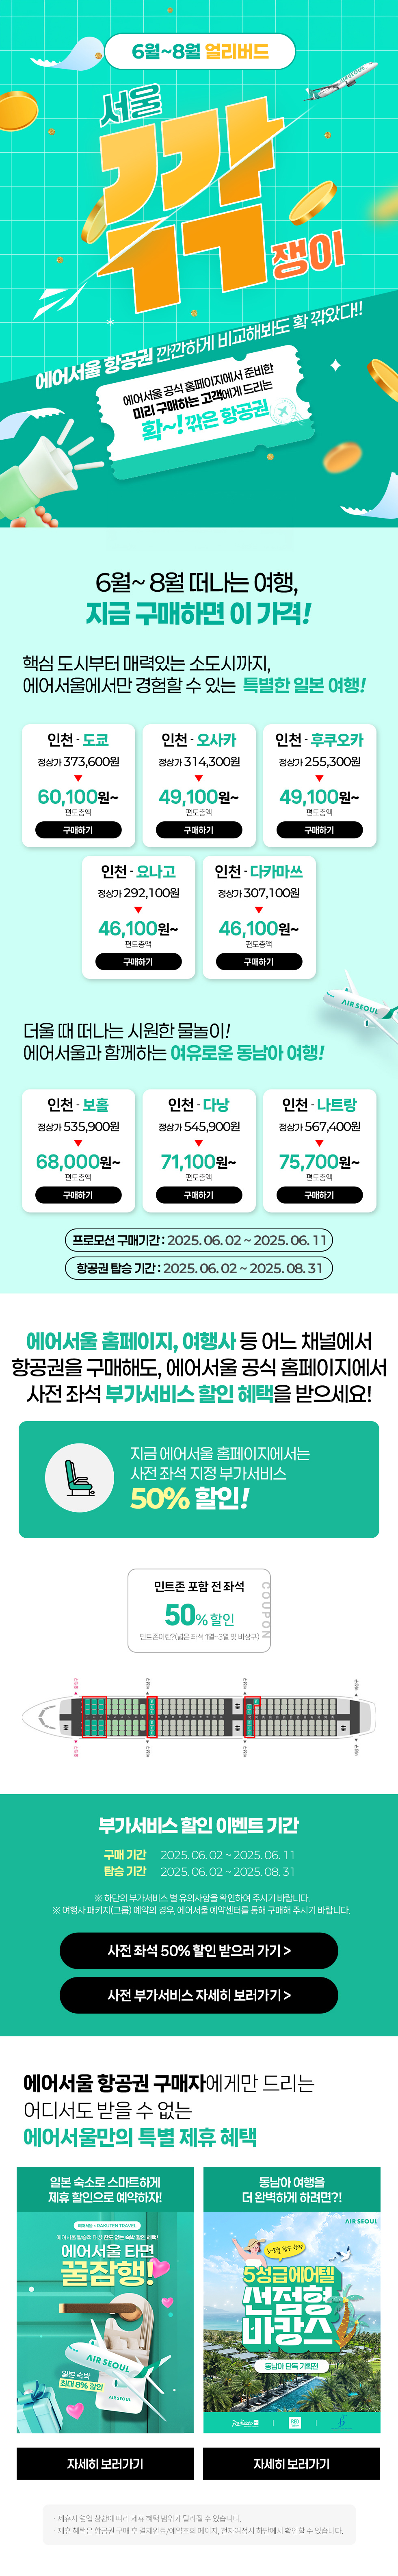 6월~8월 얼리버드
AIR SEOUL
서울
깍
쟁이
에어서울 항공권 깐깐하게 비교해봐도 확 깎았다!!
에어서울 공식 홈페이지에서 준비한
미리 구매하는 고객에게 드리는
확~! 깎은 항공권
6월~ 8월 떠나는 여행,
지금 구매하면 이 가격!
핵심 도시부터 매력있는 소도시까지,
에어서울에서만 경험할 수 있는 특별한 일본 여행!
인천 - 도쿄
정상가 373,600원
60,100원~
편도총액
구매하기
인천 - 오사카
정상가 314,300원
49,100원~
편도총액
구매하기
인천 - 후쿠오카
정상가 255,300원
49,100원~
편도총액
구매하기
인천 - 요나고
정상가 292,100원
46,100원~
편도총액
구매하기
인천 - 다카마쓰
정상가 307,100원
46,100원~
편도총액
구매하기
AIR SEOUL
더울 때 떠나는 시원한 물놀이!
에어서울과 함께하는 여유로운 동남아 여행!
인천 - 보홀
정상가 535,900원
68,000원~
편도총액
구매하기
인천 - 다낭
정상가 545,900원
71,100원~
편도총액
구매하기
인천 - 나트랑
정상가 567,400원
75,700원~
편도총액
구매하기
프로모션 구매기간 : 2025. 06. 02 ~ 2025. 06. 11
항공권 탑승 기간 : 2025. 06. 02 ~ 2025. 08. 31
에어서울 홈페이지, 여행사 등 어느 채널에서
항공권을 구매해도, 에어서울 공식 홈페이지에서
사전 좌석 부가서비스 할인 혜택을 받으세요!
지금 에어서울 홈페이지에서는
사전 좌석 지정 부가서비스
50% 할인!
민트존 포함 전 좌석
50% 할인
민트존이란?(넓은 좌석 1열~3열 및 비상구)
COUPON
부가서비스 할인 이벤트 기간
구매 기간 2025. 06. 02 ~ 2025. 06. 11
탑승 기간 2025. 06. 02 ~ 2025. 08. 31
※ 하단의 부가서비스 별 유의사항을 확인하여 주시기 바랍니다.
※ 여행사 패키지(그룹) 예약의 경우, 에어서울 예약센터를 통해 구매해 주시기 바랍니다.
사전 좌석 50% 할인 받으러 가기 >
사전 부가서비스 자세히 보러가기 >
에어서울 항공권 구매자에게만 드리는
어디서도 받을 수 없는
에어서울만의 특별 제휴 혜택
일본 숙소로 스마트하게
제휴 할인으로 예약하자!
에어서울 × RAKUTEN TRAVEL
에어서울 타면
꿀잠행!
AIR SEOUL
일본 숙박
최대 8% 할인
AIR SEOUL
자세히 보러가기
동남아 여행을
더 완벽하게 하려면?!
AIR SEOUL
5성급 에어텔
선점형
바캉스
동남아 단독 기획전
자세히 보러가기
· 제휴사 영업 상황에 따라 제휴 혜택 범위가 달라질 수 있습니다.
· 제휴 혜택은 항공권 구매 후 결제완료/예약조회 페이지, 전자여정서 하단에서 확인할 수 있습니다.